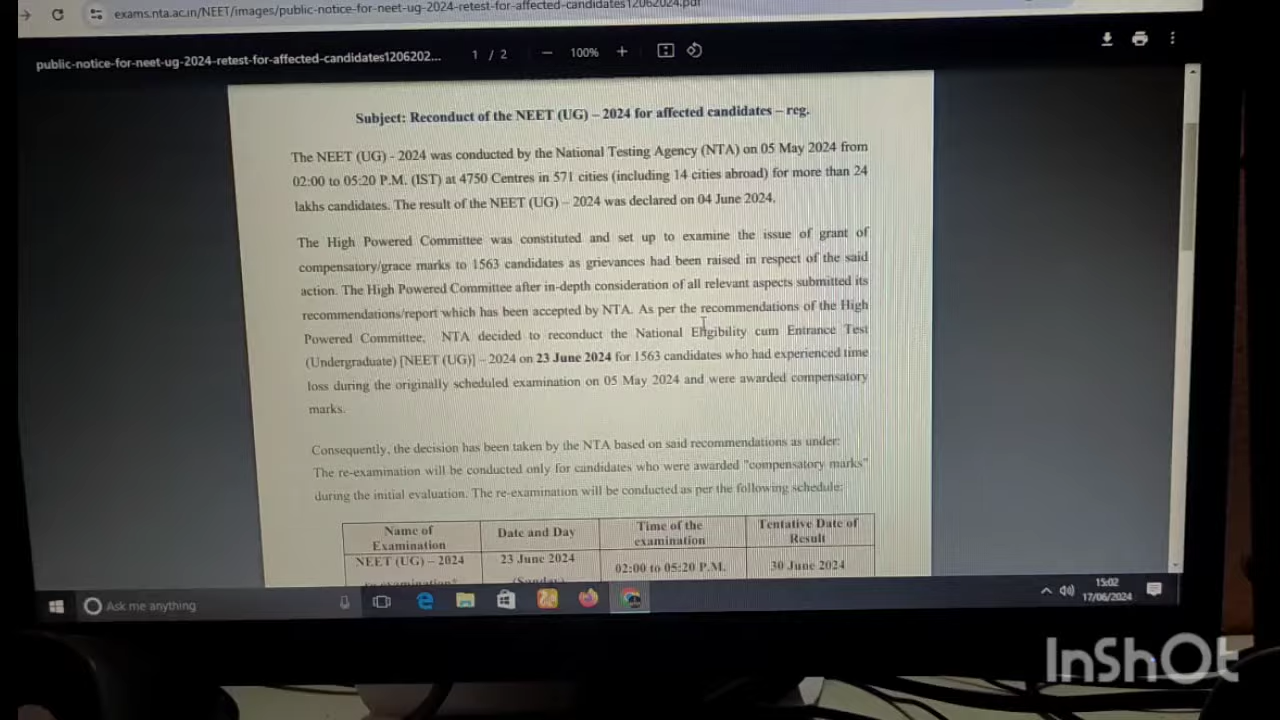 exams.nta.ac.in/NEET/images/public-notice-for-neet-ug-2024-retest-for-affected-candidates12062024.pdf
public-notice-for-neet-ug-2024-retest-for-affected-candidates1206202...
1 / 2
100%
Subject: Reconduct of the NEET (UG) – 2024 for affected candidates – reg.
The NEET (UG) - 2024 was conducted by the National Testing Agency (NTA) on 05 May 2024 from
02:00 to 05:20 P.M. (IST) at 4750 Centres in 571 cities (including 14 cities abroad) for more than 24
lakhs candidates. The result of the NEET (UG) – 2024 was declared on 04 June 2024.
The High Powered Committee was constituted and set up to examine the issue of grant of
compensatory/grace marks to 1563 candidates as grievances had been raised in respect of the said
action. The High Powered Committee after in-depth consideration of all relevant aspects submitted its
recommendations/report which has been accepted by NTA. As per the recommendations of the High
Powered Committee, NTA decided to reconduct the National Eligibility cum Entrance Test
(Undergraduate) [NEET (UG)] – 2024 on 23 June 2024 for 1563 candidates who had experienced time
loss during the originally scheduled examination on 05 May 2024 and were awarded compensatory
marks.
Consequently, the decision has been taken by the NTA based on said recommendations as under:
The re-examination will be conducted only for candidates who were awarded "compensatory marks"
during the initial evaluation. The re-examination will be conducted as per the following schedule:
Name of
Examination
Date and Day
Time of the
examination
Tentative Date of
Result
NEET (UG) – 2024
re-examination*
23 June 2024
(Sunday)
02:00 to 05:20 P.M.
30 June 2024
Ask me anything
15:02
17/06/2024
InShOt